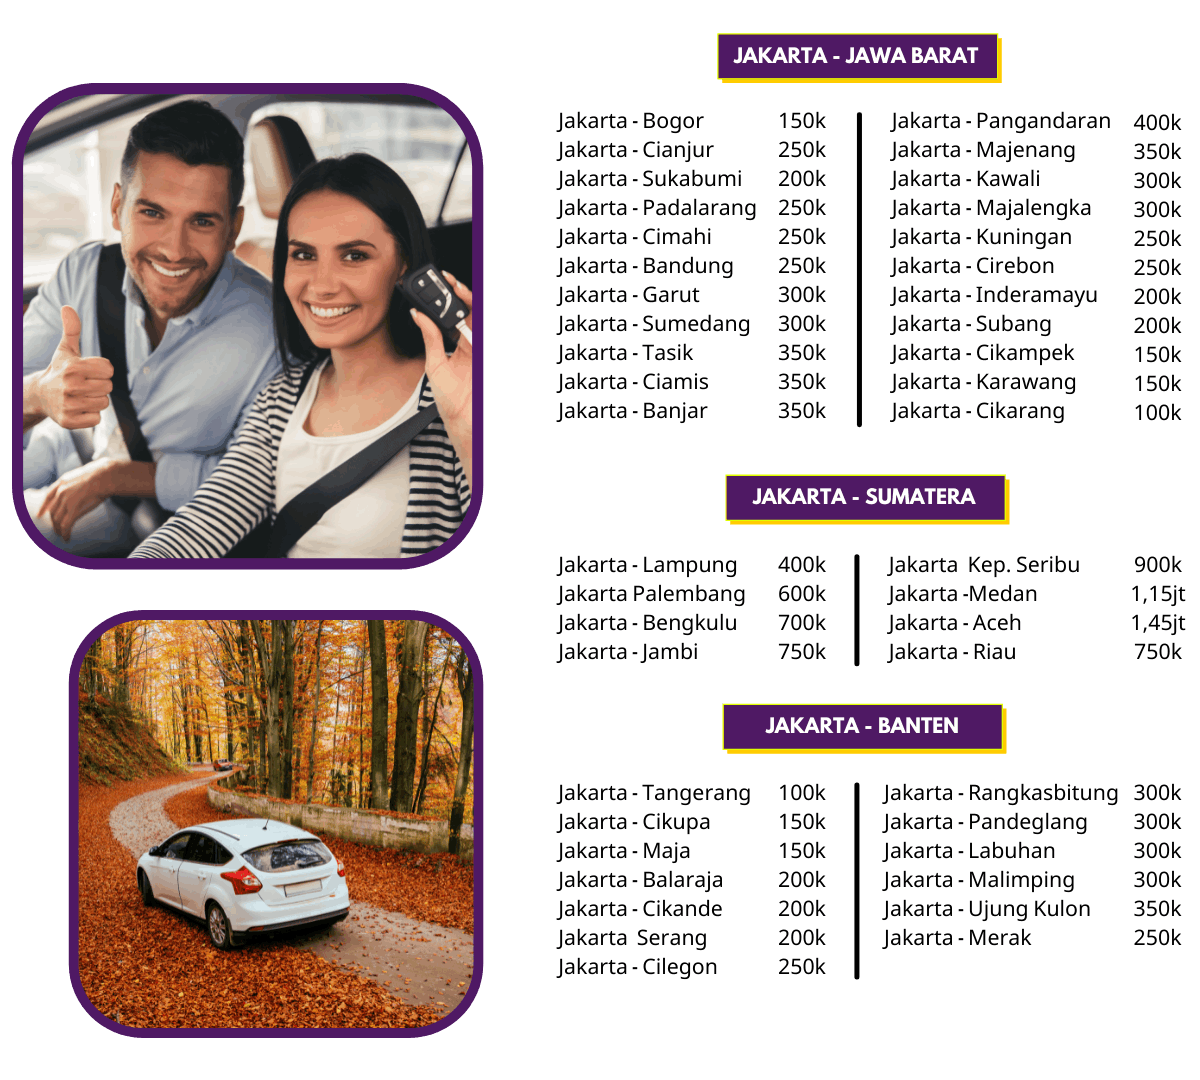 JAKARTA - JAWA BARAT
Jakarta - Bogor 150k
Jakarta - Cianjur 250k
Jakarta - Sukabumi 200k
Jakarta - Padalarang 250k
Jakarta - Cimahi 250k
Jakarta - Bandung 250k
Jakarta - Garut 300k
Jakarta - Sumedang 300k
Jakarta - Tasik 350k
Jakarta - Ciamis 350k
Jakarta - Banjar 350k
Jakarta - Pangandaran 400k
Jakarta - Majenang 350k
Jakarta - Kawali 300k
Jakarta - Majalengka 300k
Jakarta - Kuningan 250k
Jakarta - Cirebon 250k
Jakarta - Inderamayu 200k
Jakarta - Subang 200k
Jakarta - Cikampek 150k
Jakarta - Karawang 150k
Jakarta - Cikarang 100k
JAKARTA - SUMATERA
Jakarta - Lampung 400k
Jakarta Palembang 600k
Jakarta - Bengkulu 700k
Jakarta - Jambi 750k
Jakarta Kep. Seribu 900k
Jakarta -Medan 1,15jt
Jakarta - Aceh 1,45jt
Jakarta - Riau 750k
JAKARTA - BANTEN
Jakarta - Tangerang 100k
Jakarta - Cikupa 150k
Jakarta - Maja 150k
Jakarta - Balaraja 200k
Jakarta - Cikande 200k
Jakarta Serang 200k
Jakarta - Cilegon 250k
Jakarta - Rangkasbitung 300k
Jakarta - Pandeglang 300k
Jakarta - Labuhan 300k
Jakarta - Malimping 300k
Jakarta - Ujung Kulon 350k
Jakarta - Merak 250k